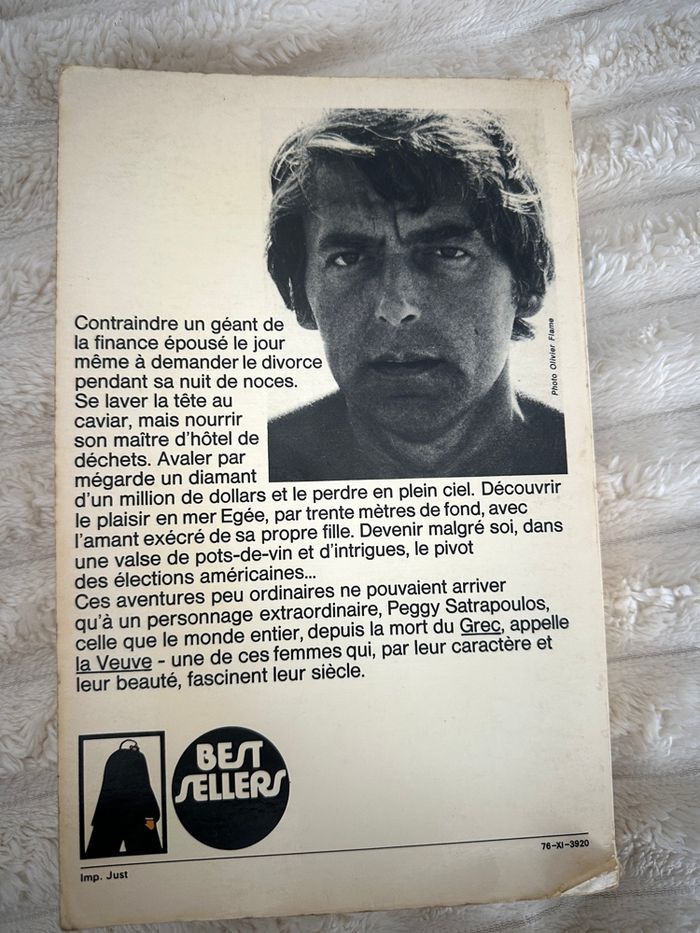 Photo Olivier Flame
Contraindre un géant de
la finance épousé le jour
même à demander le divorce
pendant sa nuit de noces.
Se laver la tête au
caviar, mais nourrir
son maître d'hôtel de
déchets. Avaler par
mégarde un diamant
d'un million de dollars et le perdre en plein ciel. Découvrir
le plaisir en mer Egée, par trente mètres de fond, avec
l'amant exécré de sa propre fille. Devenir malgré soi, dans
une valse de pots-de-vin et d'intrigues, le pivot
des élections américaines...
Ces aventures peu ordinaires ne pouvaient arriver
qu'à un personnage extraordinaire, Peggy Satrapoulos,
celle que le monde entier, depuis la mort du Grec, appelle
la Veuve - une de ces femmes qui, par leur caractère et
leur beauté, fascinent leur siècle.
BEST
SELLERS
76-XI-3920
Imp. Just